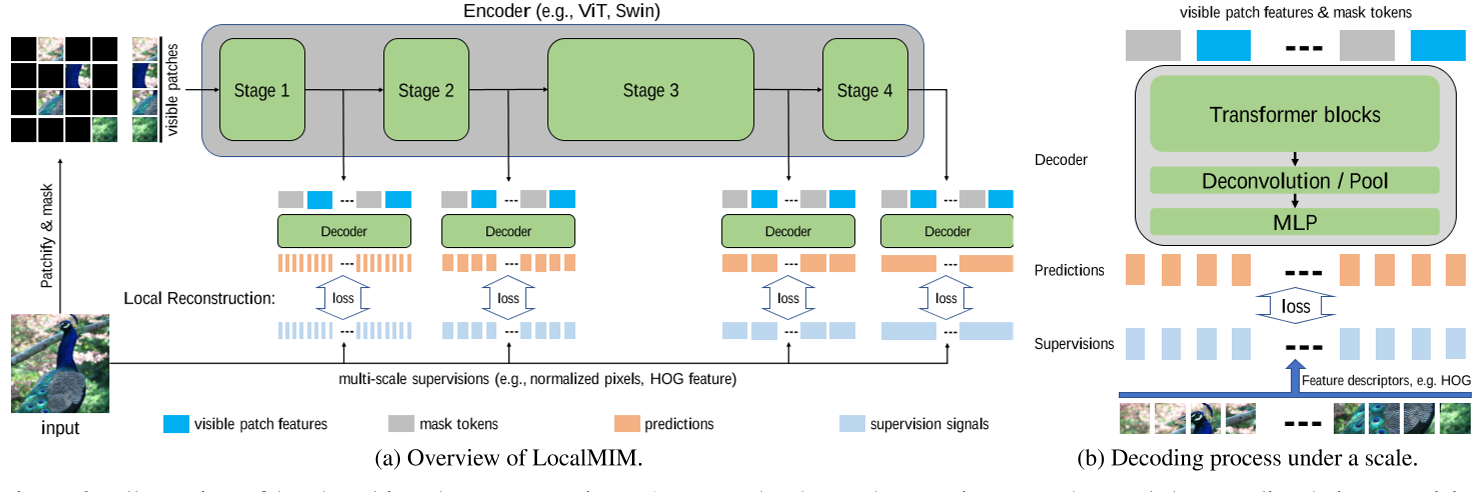 Encoder (e.g., ViT, Swin)
visible patches
Stage 1
Stage 2
Stage 3
Stage 4
Patchify & mask
Decoder
Decoder
Decoder
Decoder
Local Reconstruction:
loss
loss
loss
loss
multi-scale supervisions (e.g., normalized pixels, HOG feature)
input
visible patch features
mask tokens
predictions
supervision signals
(a) Overview of LocalMIM.
visible patch features & mask tokens
Decoder
Transformer blocks
Deconvolution / Pool
MLP
Predictions
loss
Supervisions
Feature descriptors, e.g. HOG
(b) Decoding process under a scale.